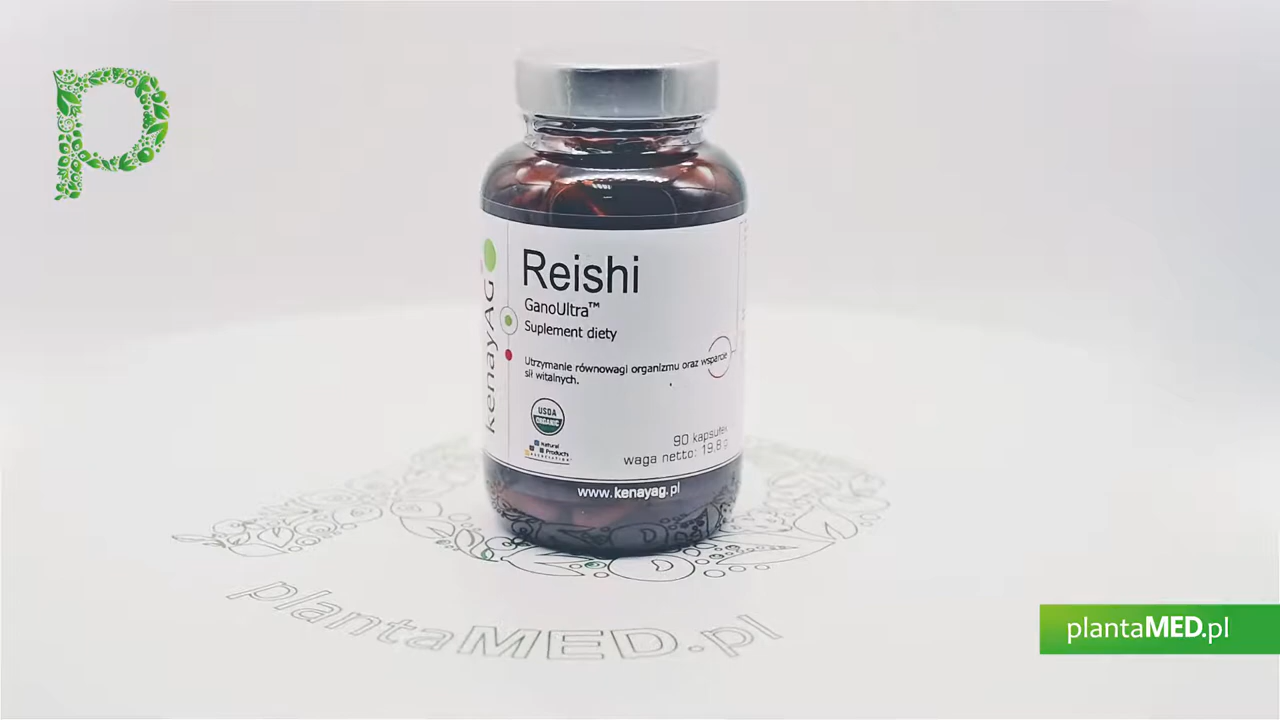 Reishi
GanoUltra™
Suplement diety
Utrzymanie równowagi organizmu oraz wsparcie
sił witalnych.
kenayAG
USDA
ORGANIC
Natural
Products
ASSOCIATION
90 kapsułek
waga netto: 19,8 g
www.kenayag.pl
plantaMED.pl
plantaMED.pl